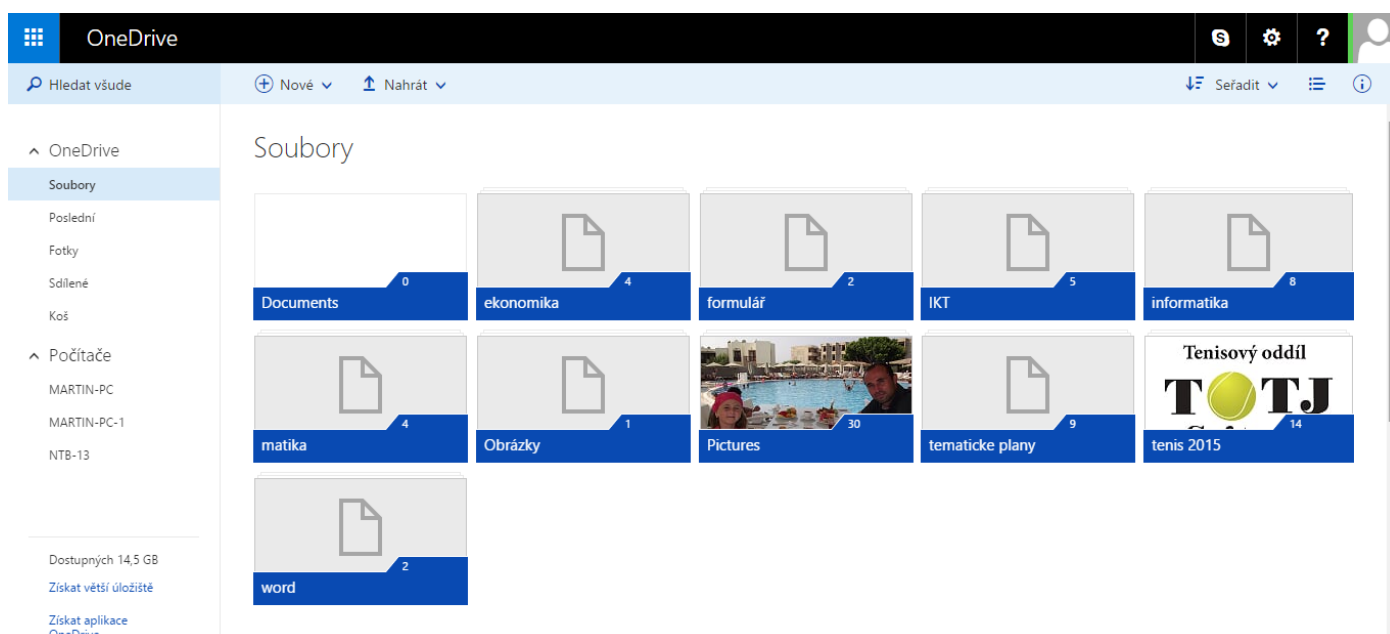 OneDrive
?
Hledat všude
Nové
Nahrát
Seřadit
OneDrive
Soubory
Poslední
Fotky
Sdílené
Koš
Počítače
MARTIN-PC
MARTIN-PC-1
NTB-13
Dostupných 14,5 GB
Získat větší úložiště
Získat aplikace
OneDrive
Soubory
0
Documents
4
ekonomika
2
formulář
5
IKT
8
informatika
4
matika
1
Obrázky
30
Pictures
9
tematicke plany
Tenisový oddíl
TOTJ
14
tenis 2015
2
word